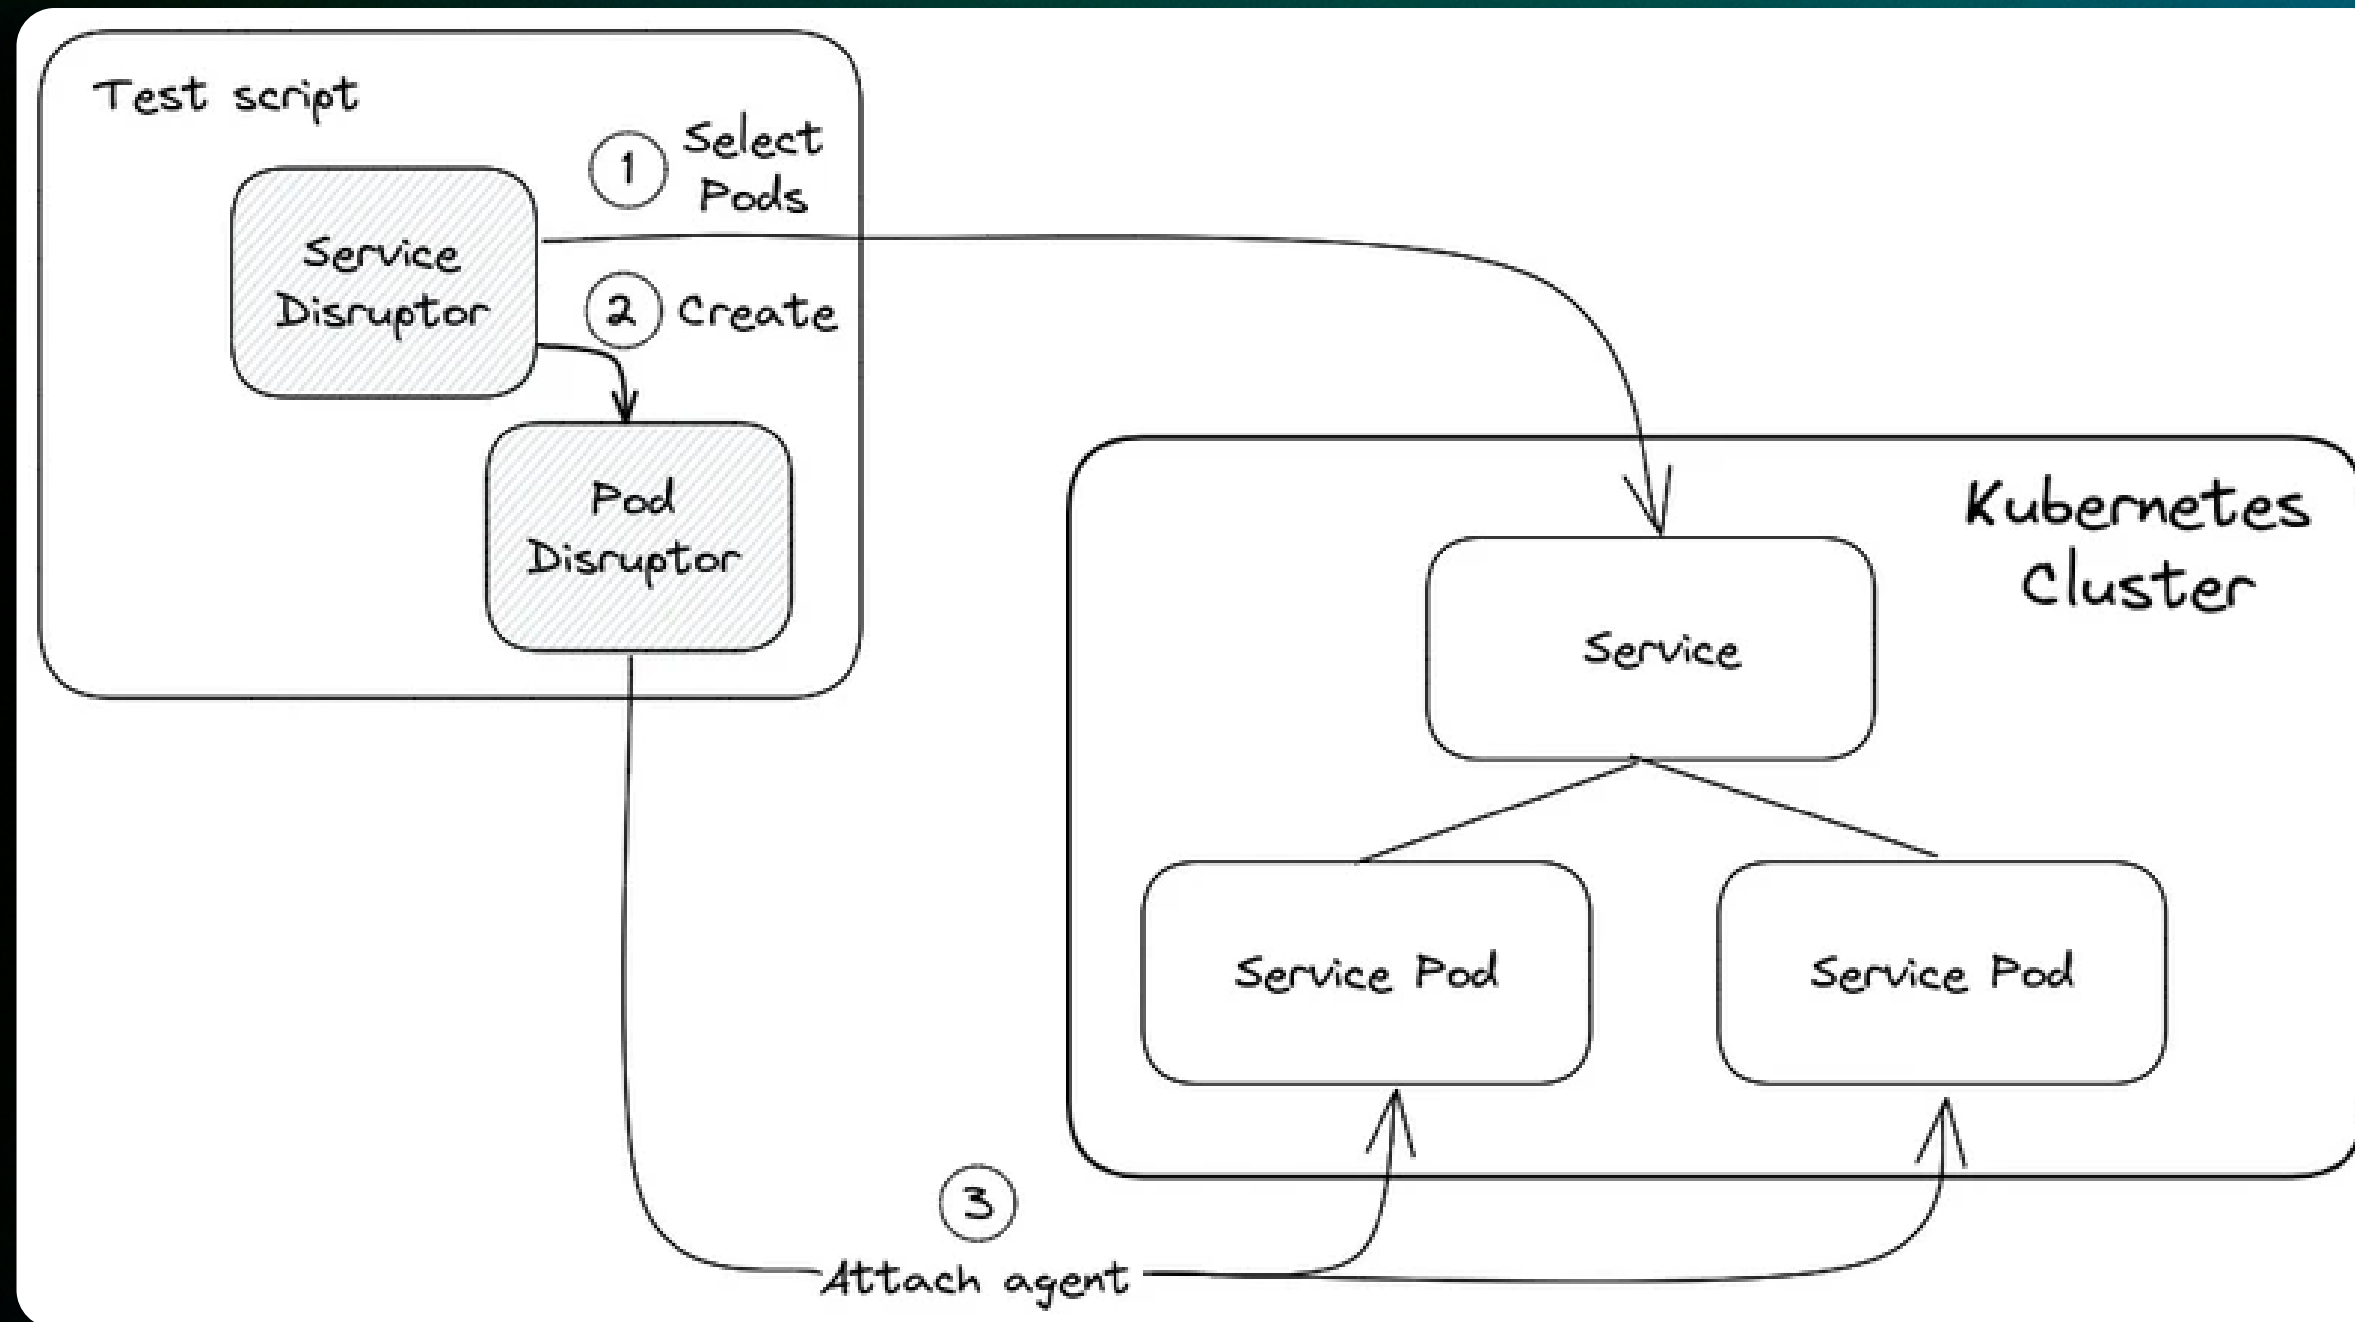 Test script
1
Select
Pods
Service
Disruptor
2
Create
Pod
Disruptor
Kubernetes
Cluster
Service
Service Pod
Service Pod
3
Attach agent